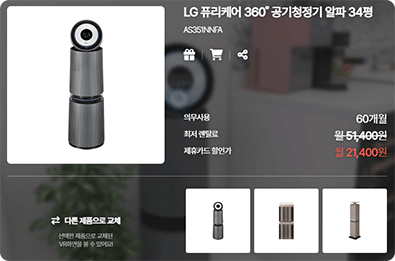 LG 퓨리케어 360˚ 공기청정기 알파 34평
AS351NNFA
의무사용 60개월
최저 렌탈료 월 51,400원
제휴카드 할인가 월 21,400원
다른 제품으로 교체
선택한 제품으로 교체된
VR화면을 볼 수 있어요!